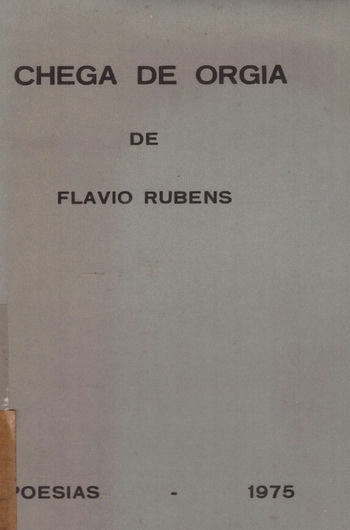 CHEGA DE ORGIA
DE
FLAVIO RUBENS
POESIAS - 1975